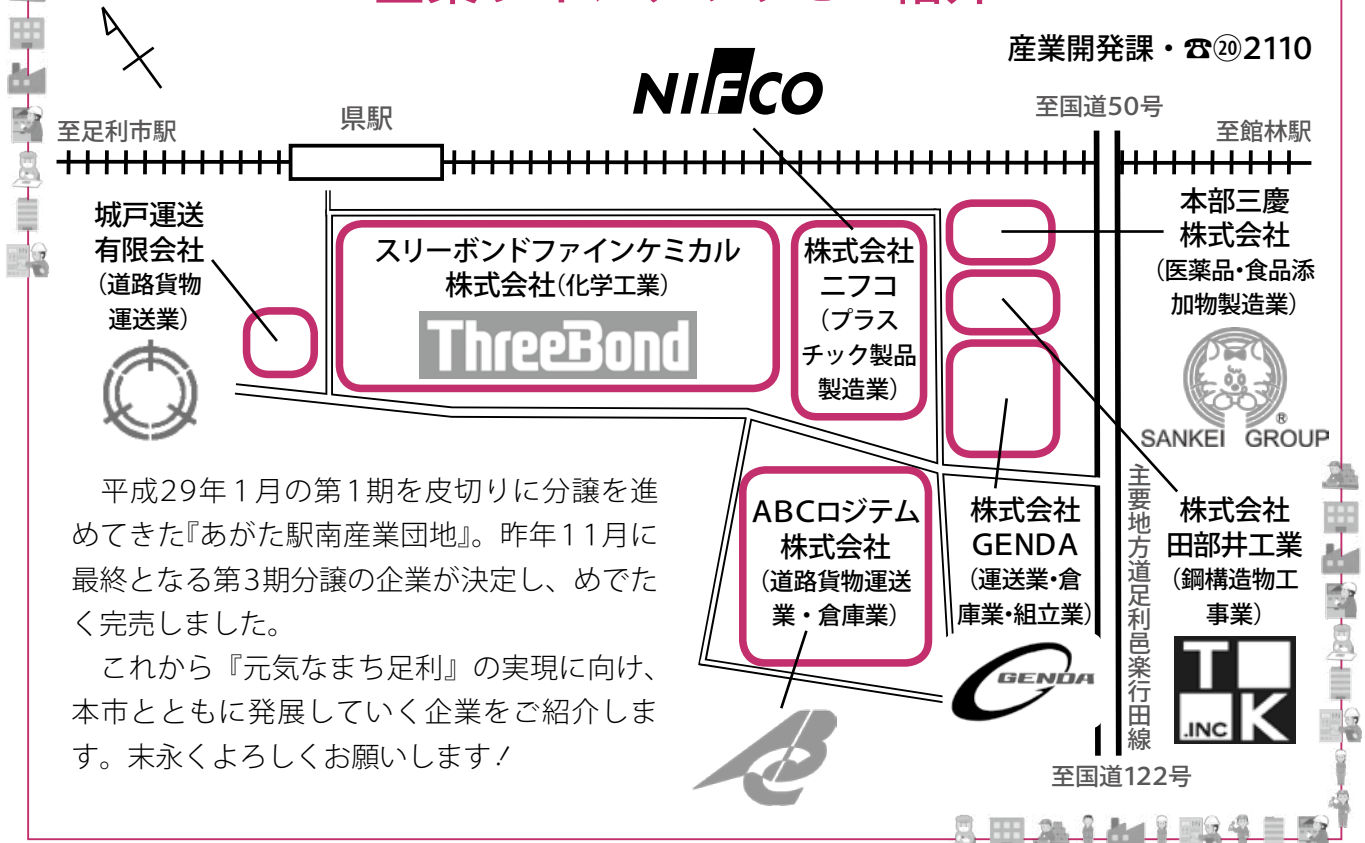 産業開発課・☎⑳2110
NIFCO
至国道50号
至足利市駅
県駅
至館林駅
城戸運送
有限会社
(道路貨物
運送業)
スリーボンドファインケミカル
株式会社(化学工業)
ThreeBond
株式会社
ニフコ
(プラス
チック製品
製造業)
本部三慶
株式会社
(医薬品・食品添
加物製造業)
®
SANKEI GROUP
平成29年1月の第1期を皮切りに分譲を進
めてきた『あがた駅南産業団地』。昨年11月に
最終となる第3期分譲の企業が決定し、めでた
く完売しました。
これから『元気なまち足利』の実現に向け、
本市とともに発展していく企業をご紹介しま
す。末永くよろしくお願いします!
ABCロジテム
株式会社
(道路貨物運送
業・倉庫業)
株式会社
GENDA
(運送業・倉
庫業・組立業)
GENDA
主要地方道足利邑楽行田線
株式会社
田部井工業
(鋼構造物工
事業)
T
.INC K
至国道122号